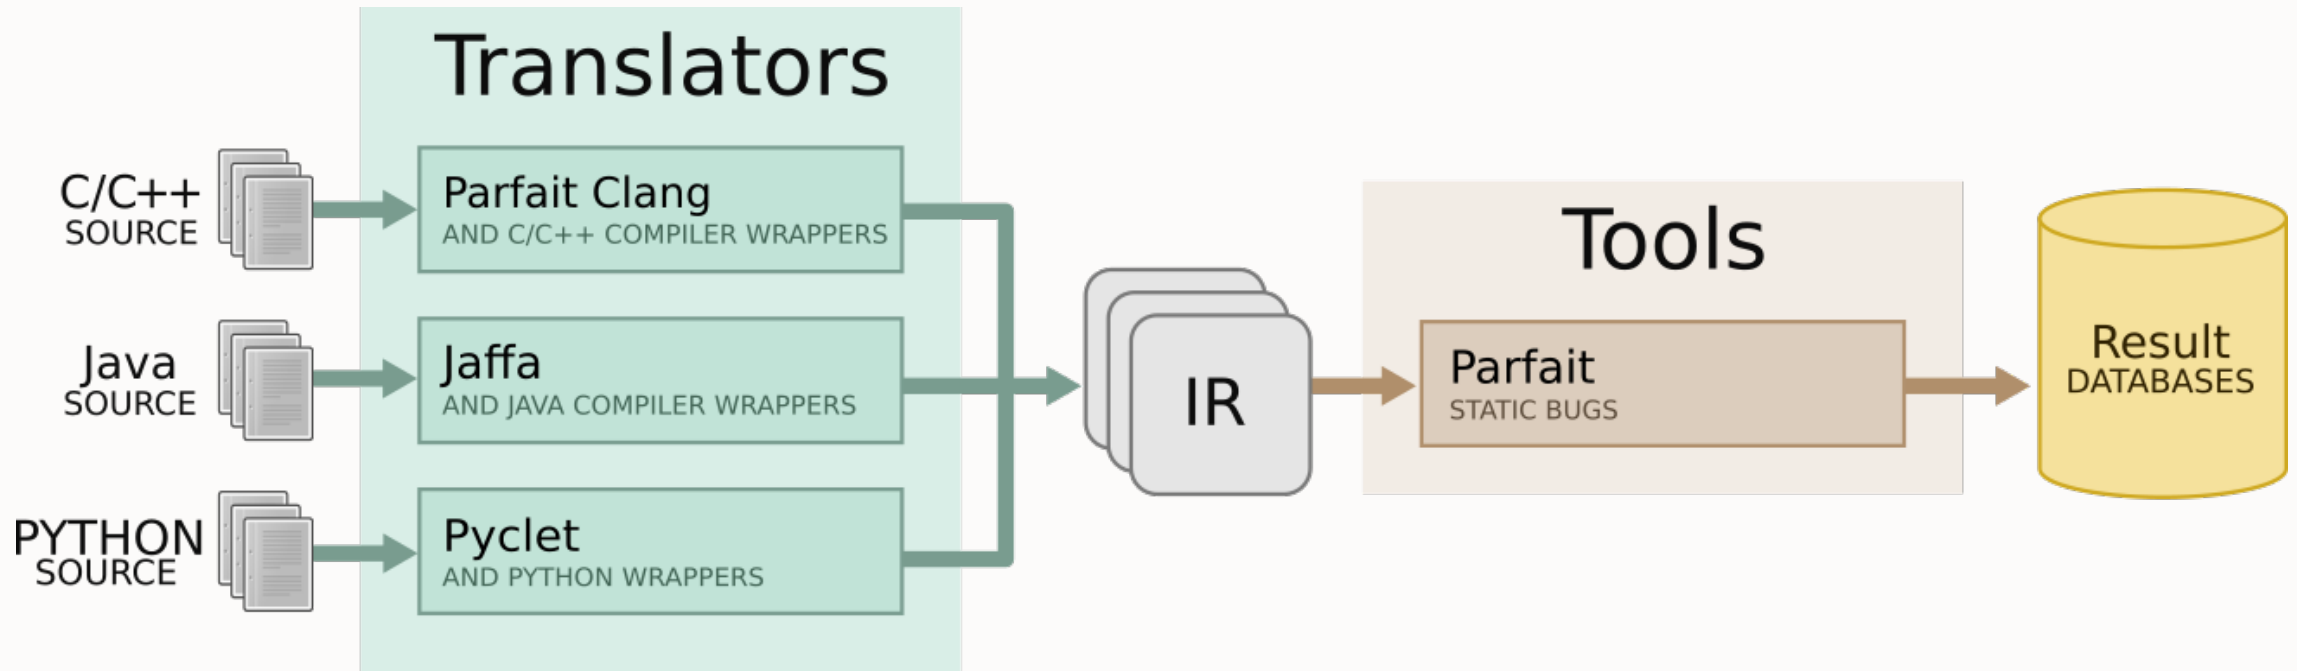 Translators
C/C++
SOURCE
Parfait Clang
AND C/C++ COMPILER WRAPPERS
Java
SOURCE
Jaffa
AND JAVA COMPILER WRAPPERS
PYTHON
SOURCE
Pyclet
AND PYTHON WRAPPERS
IR
Tools
Parfait
STATIC BUGS
Result
DATABASES